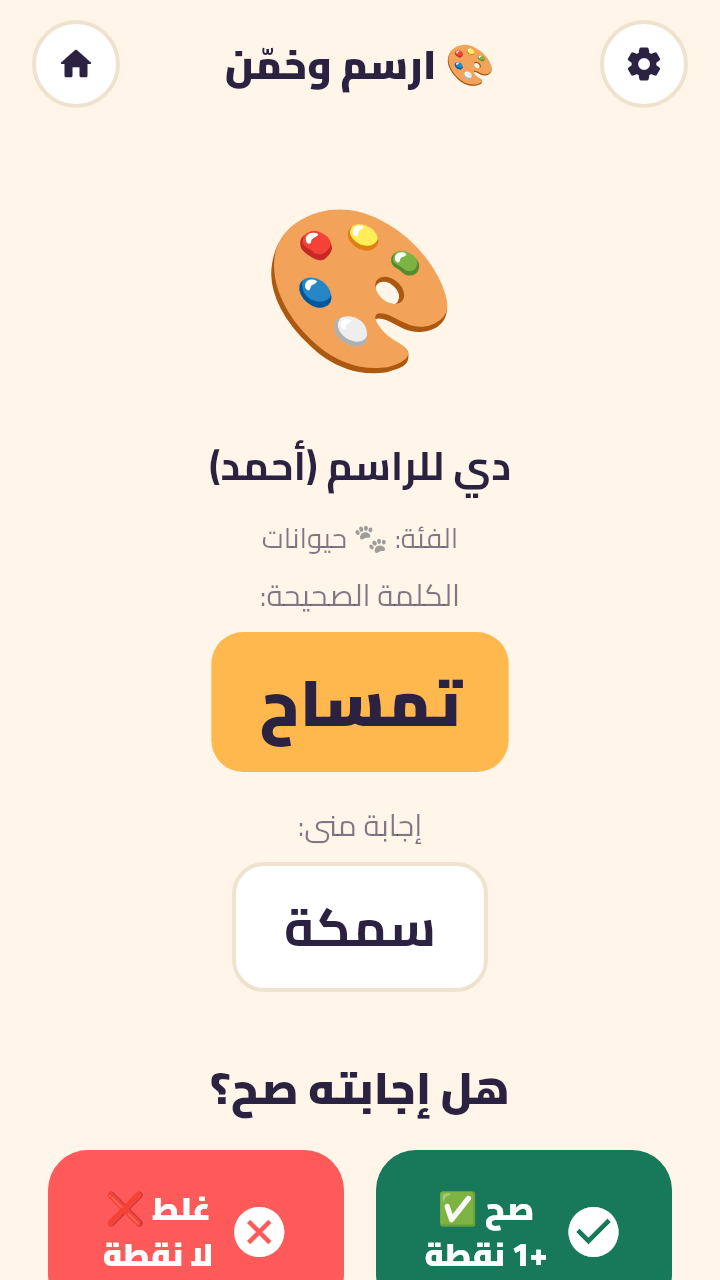 🎨 ارسم وخمّن
دي للراسم (أحمد)
الفئة: 🐾 حيوانات
الكلمة الصحيحة:
تمساح
إجابة منى:
سمكة
هل إجابته صح؟
صح ✅
+1 نقطة
غلط ❌
لا نقطة